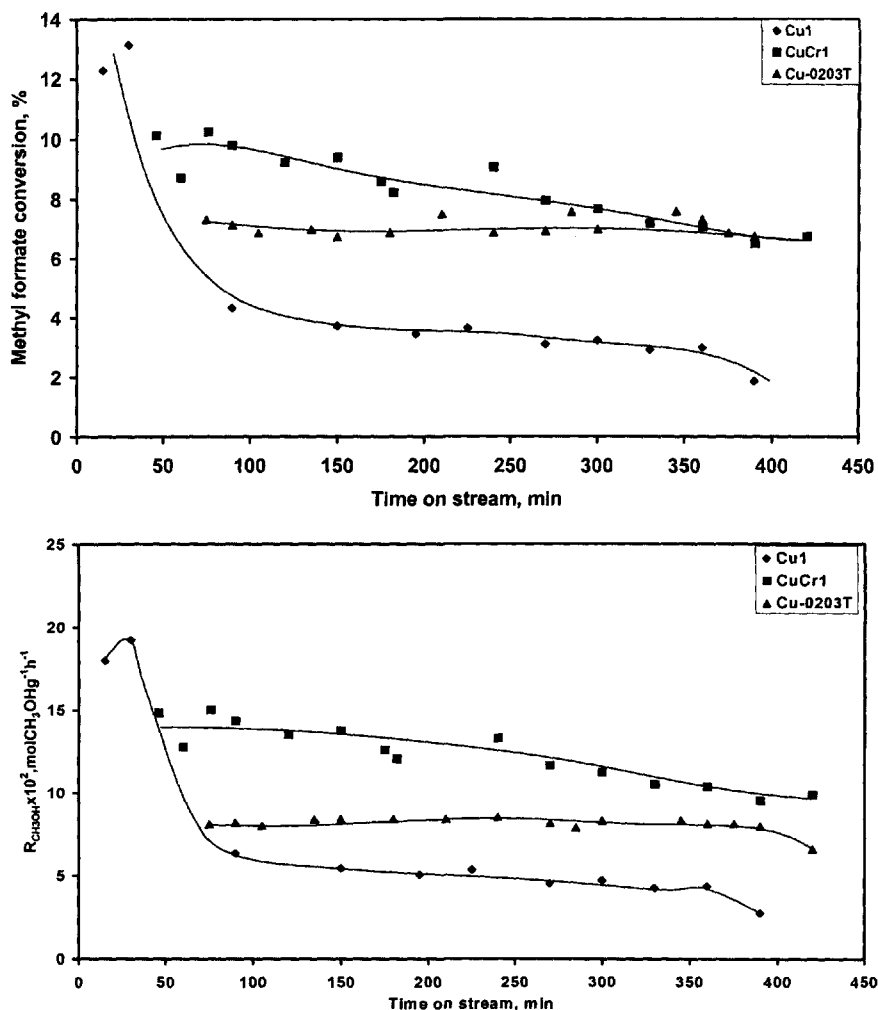 14
12
10
8
6
4
2
0
Methyl formate conversion, %
Cu1
CuCr1
Cu-0203T
0 50 100 150 200 250 300 350 400 450
Time on stream, min
25
20
15
10
5
0
R_CH3OH x10², molCH₃OHg⁻¹h⁻¹
Cu1
CuCr1
Cu-0203T
0 50 100 150 200 250 300 350 400 450
Time on stream, min